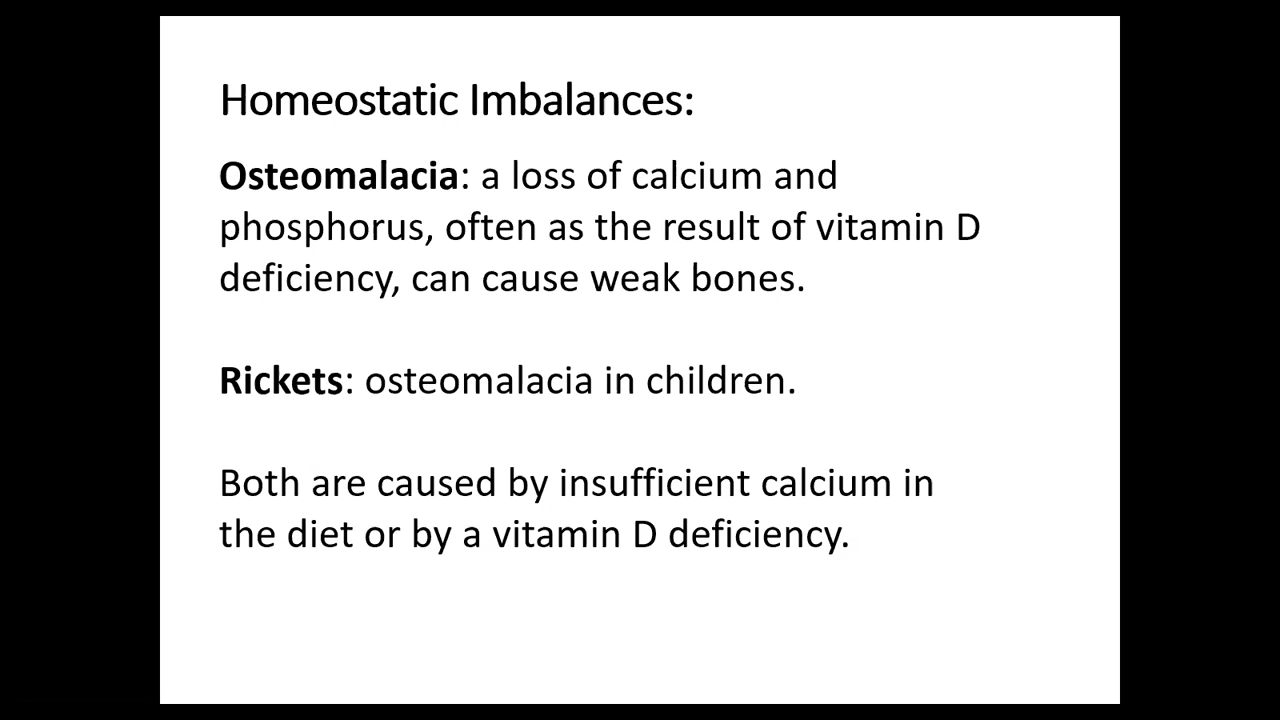 Homeostatic Imbalances:
Osteomalacia: a loss of calcium and
phosphorus, often as the result of vitamin D
deficiency, can cause weak bones.
Rickets: osteomalacia in children.
Both are caused by insufficient calcium in
the diet or by a vitamin D deficiency.